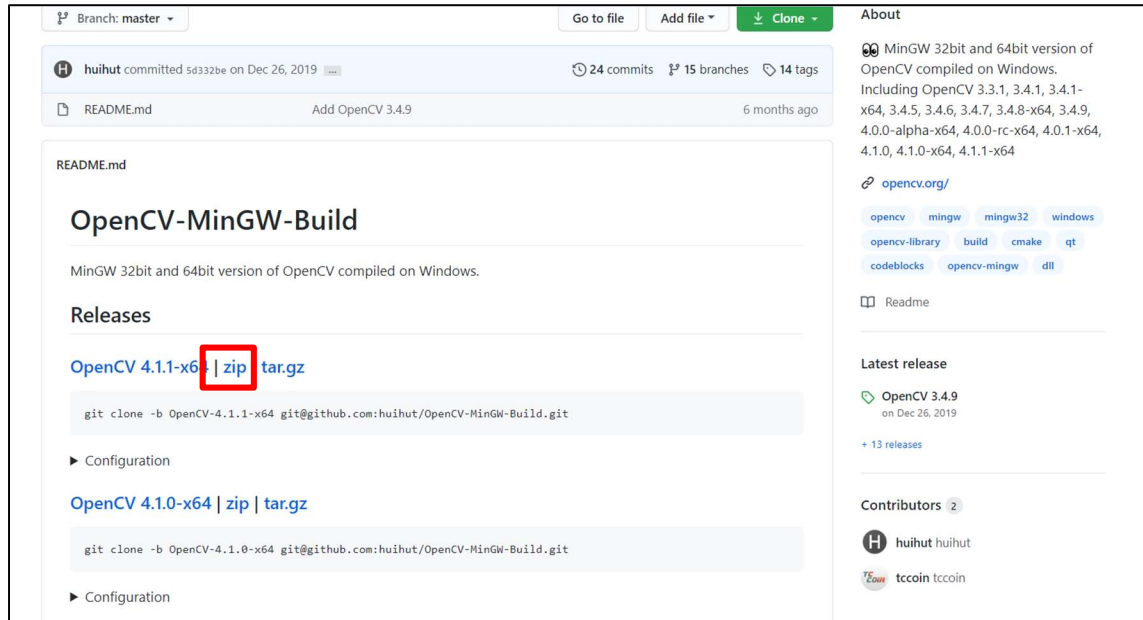 Branch: master
Go to file
Add file
Clone
huihut committed 5d332be on Dec 26, 2019 ...
24 commits
15 branches
14 tags
README.md
Add OpenCV 3.4.9
6 months ago
README.md
OpenCV-MinGW-Build
MinGW 32bit and 64bit version of OpenCV compiled on Windows.
Releases
OpenCV 4.1.1-x64 | zip | tar.gz
git clone -b OpenCV-4.1.1-x64 git@github.com:huihut/OpenCV-MinGW-Build.git
Configuration
OpenCV 4.1.0-x64 | zip | tar.gz
git clone -b OpenCV-4.1.0-x64 git@github.com:huihut/OpenCV-MinGW-Build.git
Configuration
About
MinGW 32bit and 64bit version of
OpenCV compiled on Windows.
Including OpenCV 3.3.1, 3.4.1, 3.4.1-
x64, 3.4.5, 3.4.6, 3.4.7, 3.4.8-x64, 3.4.9,
4.0.0-alpha-x64, 4.0.0-rc-x64, 4.0.1-x64,
4.1.0, 4.1.0-x64, 4.1.1-x64
opencv.org/
opencv mingw mingw32 windows
opencv-library build cmake qt
codeblocks opencv-mingw dll
Readme
Latest release
OpenCV 3.4.9
on Dec 26, 2019
+ 13 releases
Contributors 2
H huihut huihut
TC COIN tccoin tccoin